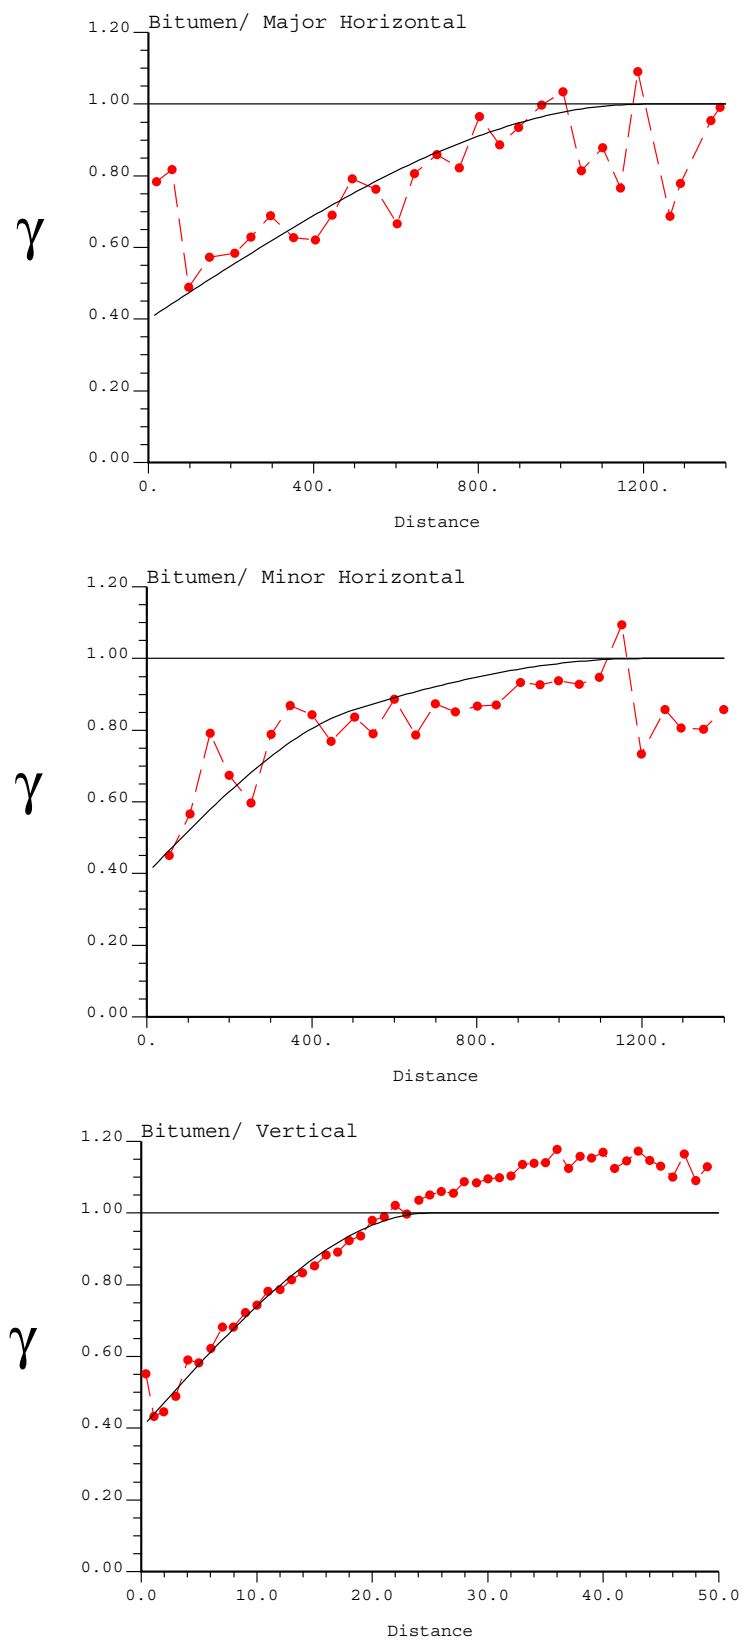 Bitumen/ Major Horizontal
1.20
1.00
0.80
γ
0.60
0.40
0.20
0.00
0. 400. 800. 1200.
Distance
Bitumen/ Minor Horizontal
1.20
1.00
0.80
γ
0.60
0.40
0.20
0.00
0. 400. 800. 1200.
Distance
Bitumen/ Vertical
1.20
1.00
0.80
γ
0.60
0.40
0.20
0.00
0.0 10.0 20.0 30.0 40.0 50.0
Distance